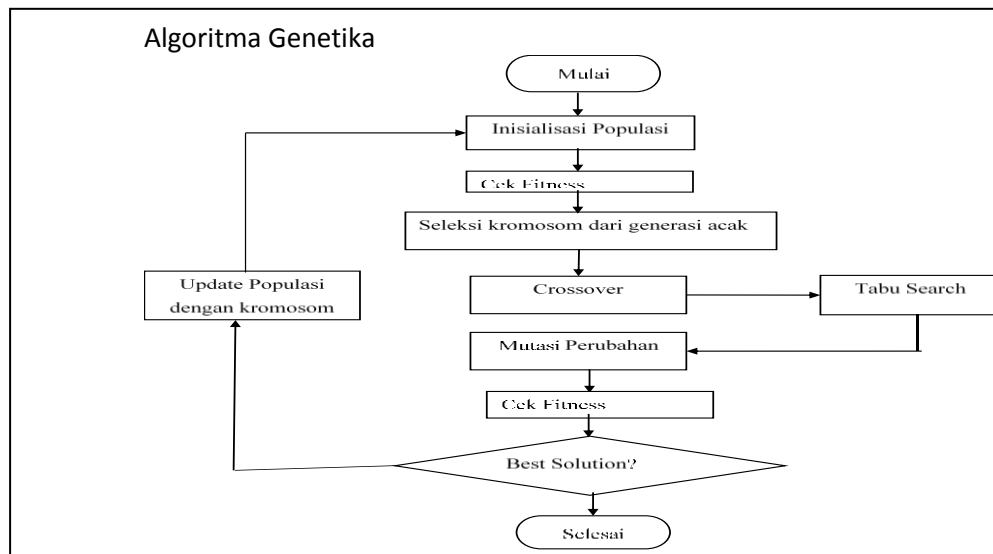 Algoritma Genetika
Mulai
Inisialisasi Populasi
Cek Fitness
Seleksi kromosom dari generasi acak
Update Populasi
dengan kromosom
Crossover
Tabu Search
Mutasi Perubahan
Cek Fitness
Best Solution?
Selesai